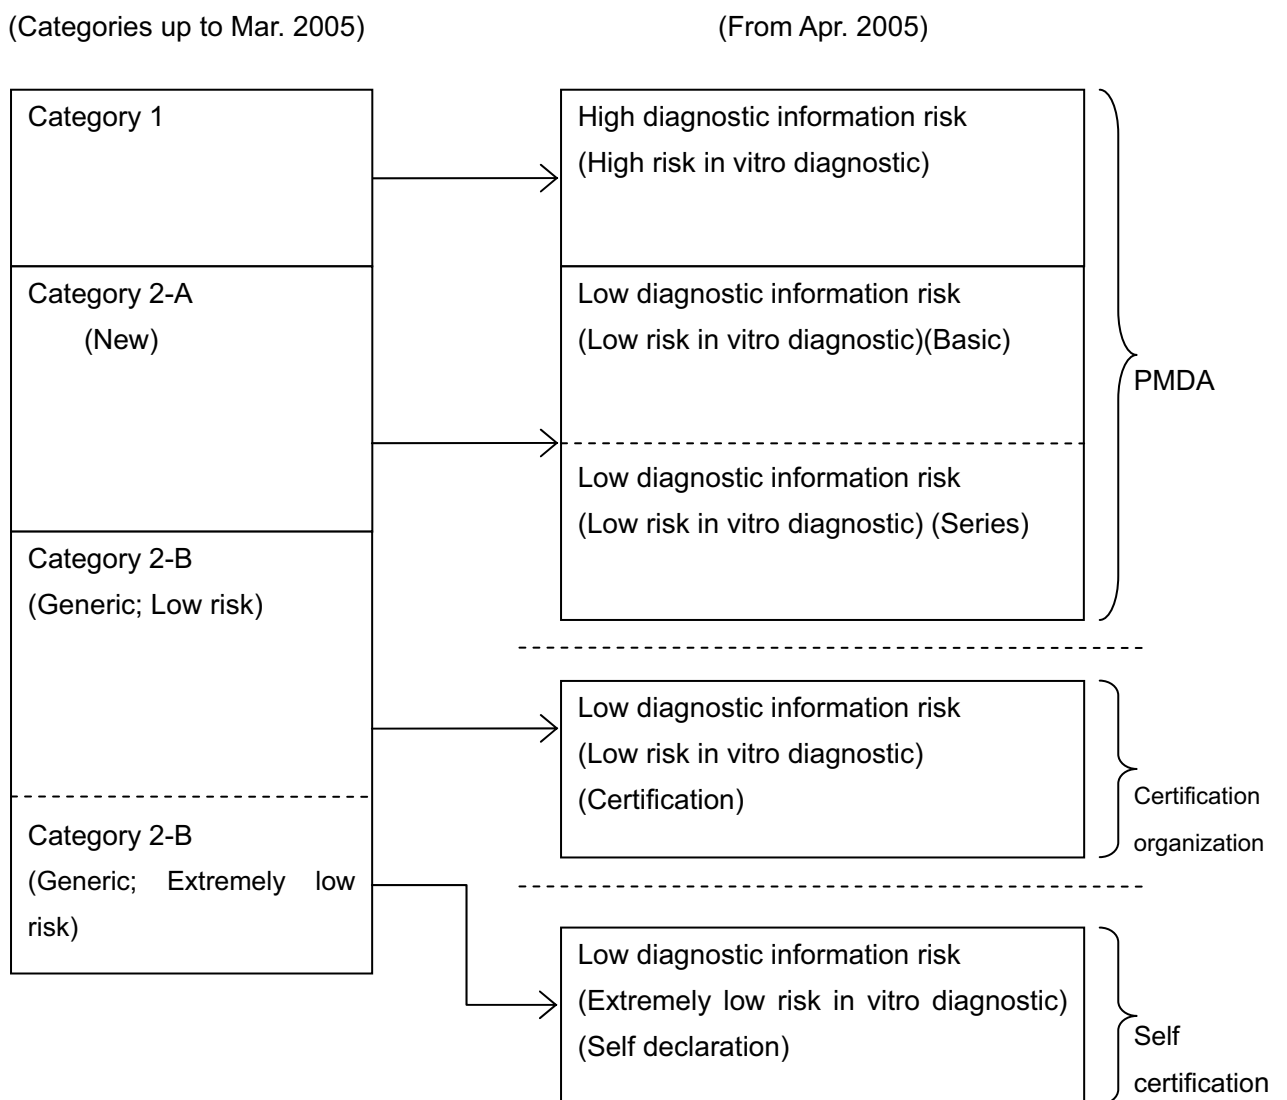 (Categories up to Mar. 2005)
(From Apr. 2005)
Category 1
High diagnostic information risk
(High risk in vitro diagnostic)
Category 2-A
(New)
Low diagnostic information risk
(Low risk in vitro diagnostic)(Basic)
PMDA
Low diagnostic information risk
(Low risk in vitro diagnostic) (Series)
Category 2-B
(Generic; Low risk)
Low diagnostic information risk
(Low risk in vitro diagnostic)
(Certification)
Certification
organization
Category 2-B
(Generic; Extremely low
risk)
Low diagnostic information risk
(Extremely low risk in vitro diagnostic)
(Self declaration)
Self
certification